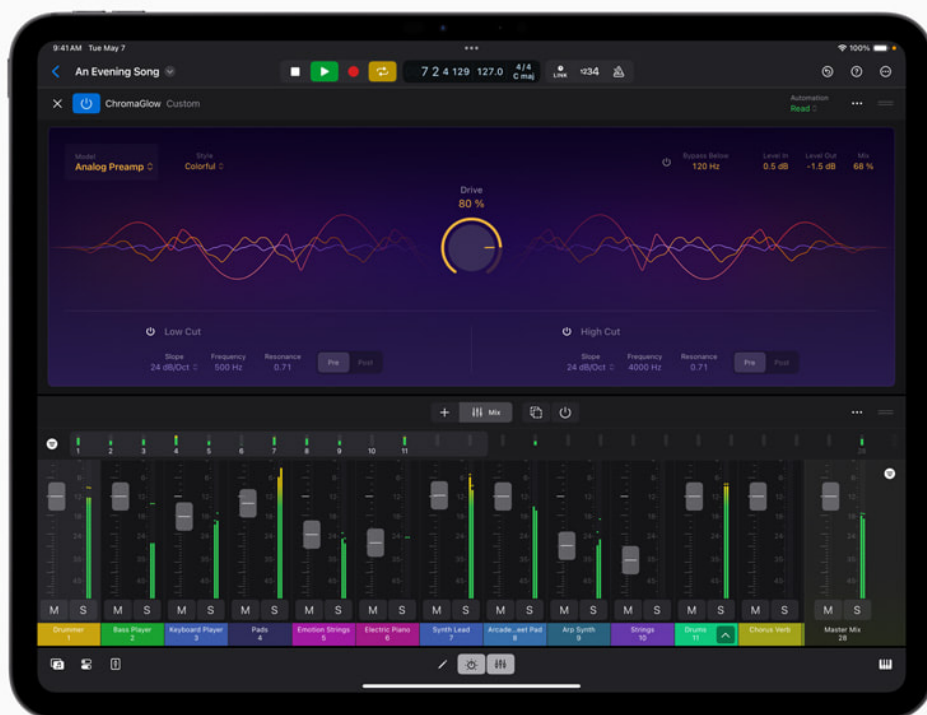 9:41 AM Tue May 7
100%
An Evening Song
7 2 4 129 127.0 4/4 C maj
LINK
1234
ChromaGlow Custom
Automation
Read
Model
Analog Preamp
Style
Colorful
Bypass Below
120 Hz
Level In
0.5 dB
Level Out
-1.5 dB
Mix
68 %
Drive
80 %
Low Cut
High Cut
Slope
24 dB/Oct
Frequency
500 Hz
Resonance
0.71
Pre Post
Slope
24 dB/Oct
Frequency
4000 Hz
Resonance
0.71
Pre Post
Mix
1 2 3 4 5 6 7 8 9 10 11 28
M S M S M S M S M S M S M S M S M S M S M S M S M S
Drummer
1
Bass Player
2
Keyboard Player
3
Pads
4
Emotion Strings
5
Electric Piano
6
Synth Lead
7
Arcade...eet Pad
8
Arp Synth
9
Strings
10
Drums
11
Chorus Verb
Master Mix
28